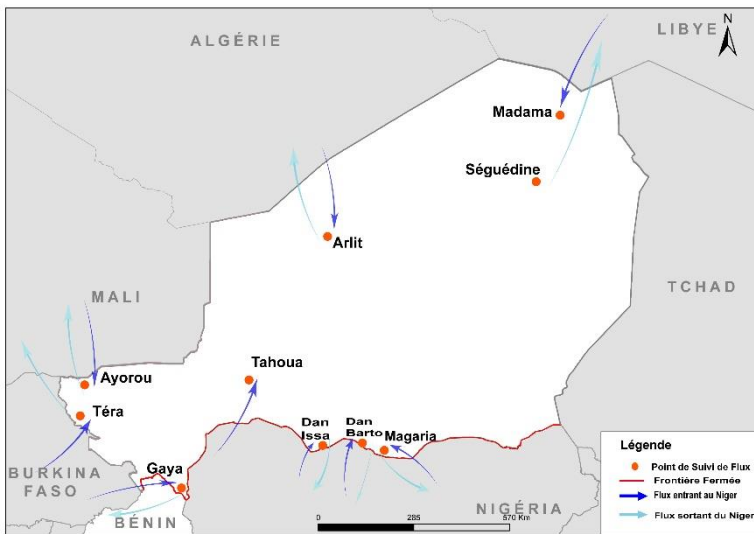 ALGÉRIE
LIBYE
N
Madama
Séguédine
Arlit
TCHAD
MALI
Tahoua
Ayorou
Téra
Dan
Issa
Dan
Barto
Magaria
Gaya
BURKINA
FASO
BÉNIN
NIGÉRIA
0 285 570 Km
Légende
Point de Suivi de Flux
Frontière Fermée
Flux entrant au Niger
Flux sortant du Niger